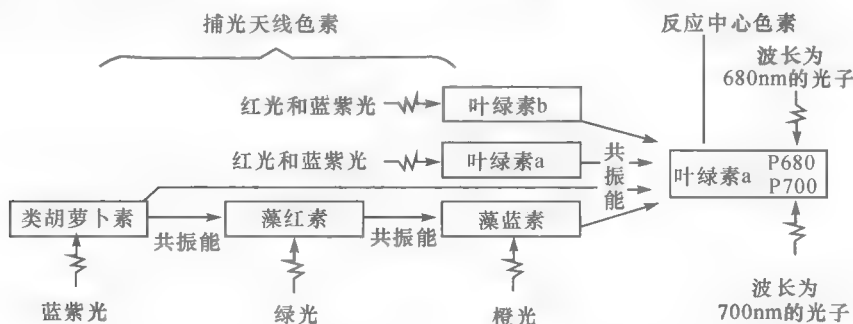 捕光天线色素
反应中心色素
波长为
680nm的光子
红光和蓝紫光
叶绿素b
红光和蓝紫光
叶绿素a
共振能
叶绿素a
P680
P700
类胡萝卜素
共振能
藻红素
共振能
藻蓝素
蓝紫光
绿光
橙光
波长为
700nm的光子